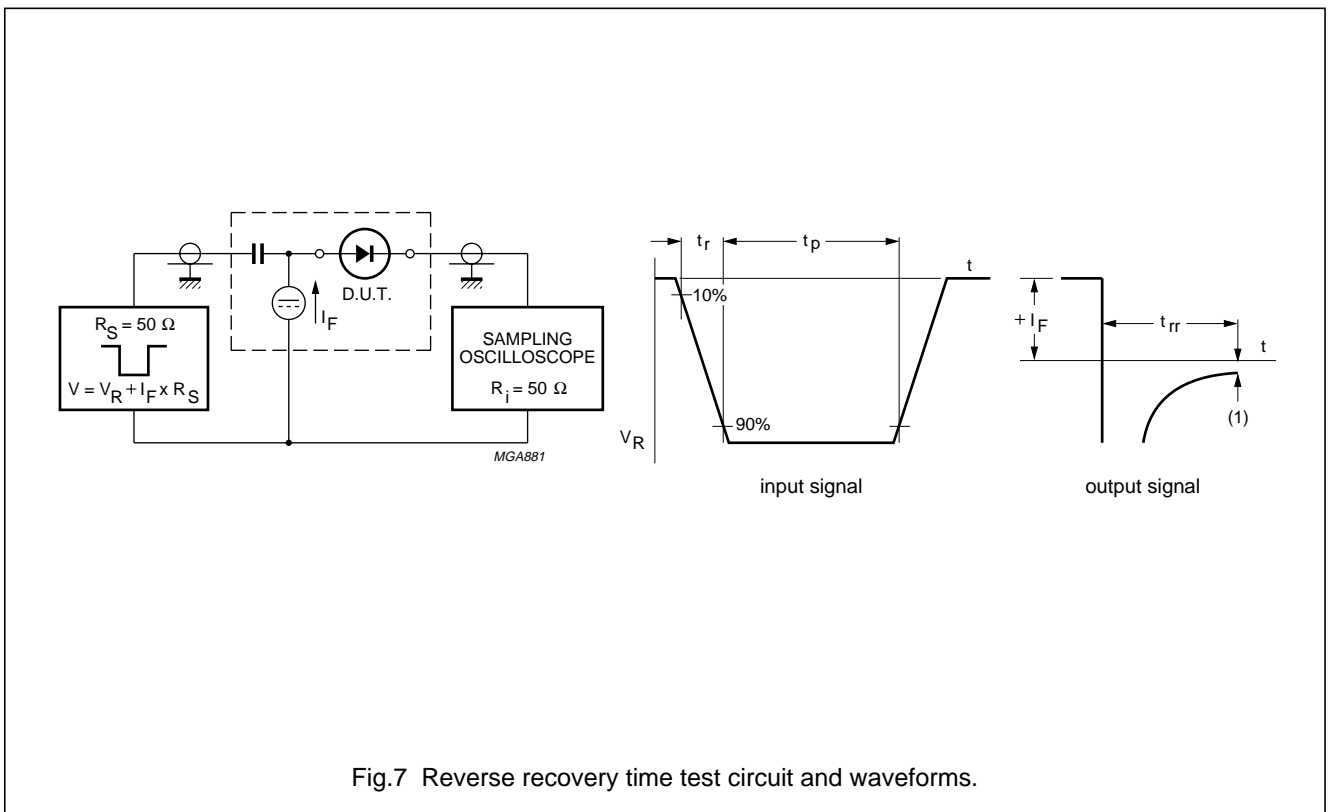 R_S = 50 Ω
V = V_R + I_F x R_S
I_F
D.U.T.
SAMPLING
OSCILLOSCOPE
R_i = 50 Ω
MGA881
t_r
t_p
t
10%
90%
V_R
input signal
+ I_F
t_rr
t
(1)
output signal
Fig.7 Reverse recovery time test circuit and waveforms.